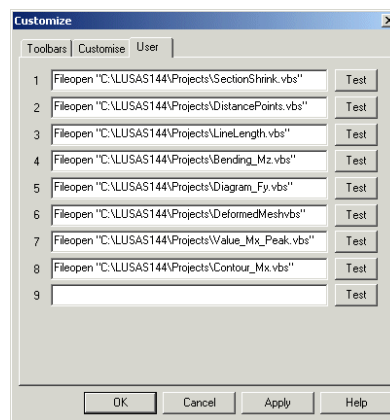 Customize
Toolbars Customise User
1 Fileopen "C:\LUSAS144\Projects\SectionShrink.vbs" Test
2 Fileopen "C:\LUSAS144\Projects\DistancePoints.vbs" Test
3 Fileopen "C:\LUSAS144\Projects\LineLength.vbs" Test
4 Fileopen "C:\LUSAS144\Projects\Bending_Mz.vbs" Test
5 Fileopen "C:\LUSAS144\Projects\Diagram_Fy.vbs" Test
6 Fileopen "C:\LUSAS144\Projects\DeformedMeshvbs" Test
7 Fileopen "C:\LUSAS144\Projects\Value_Mx_Peak.vbs" Test
8 Fileopen "C:\LUSAS144\Projects\Contour_Mx.vbs" Test
9 Test
OK Cancel Apply Help